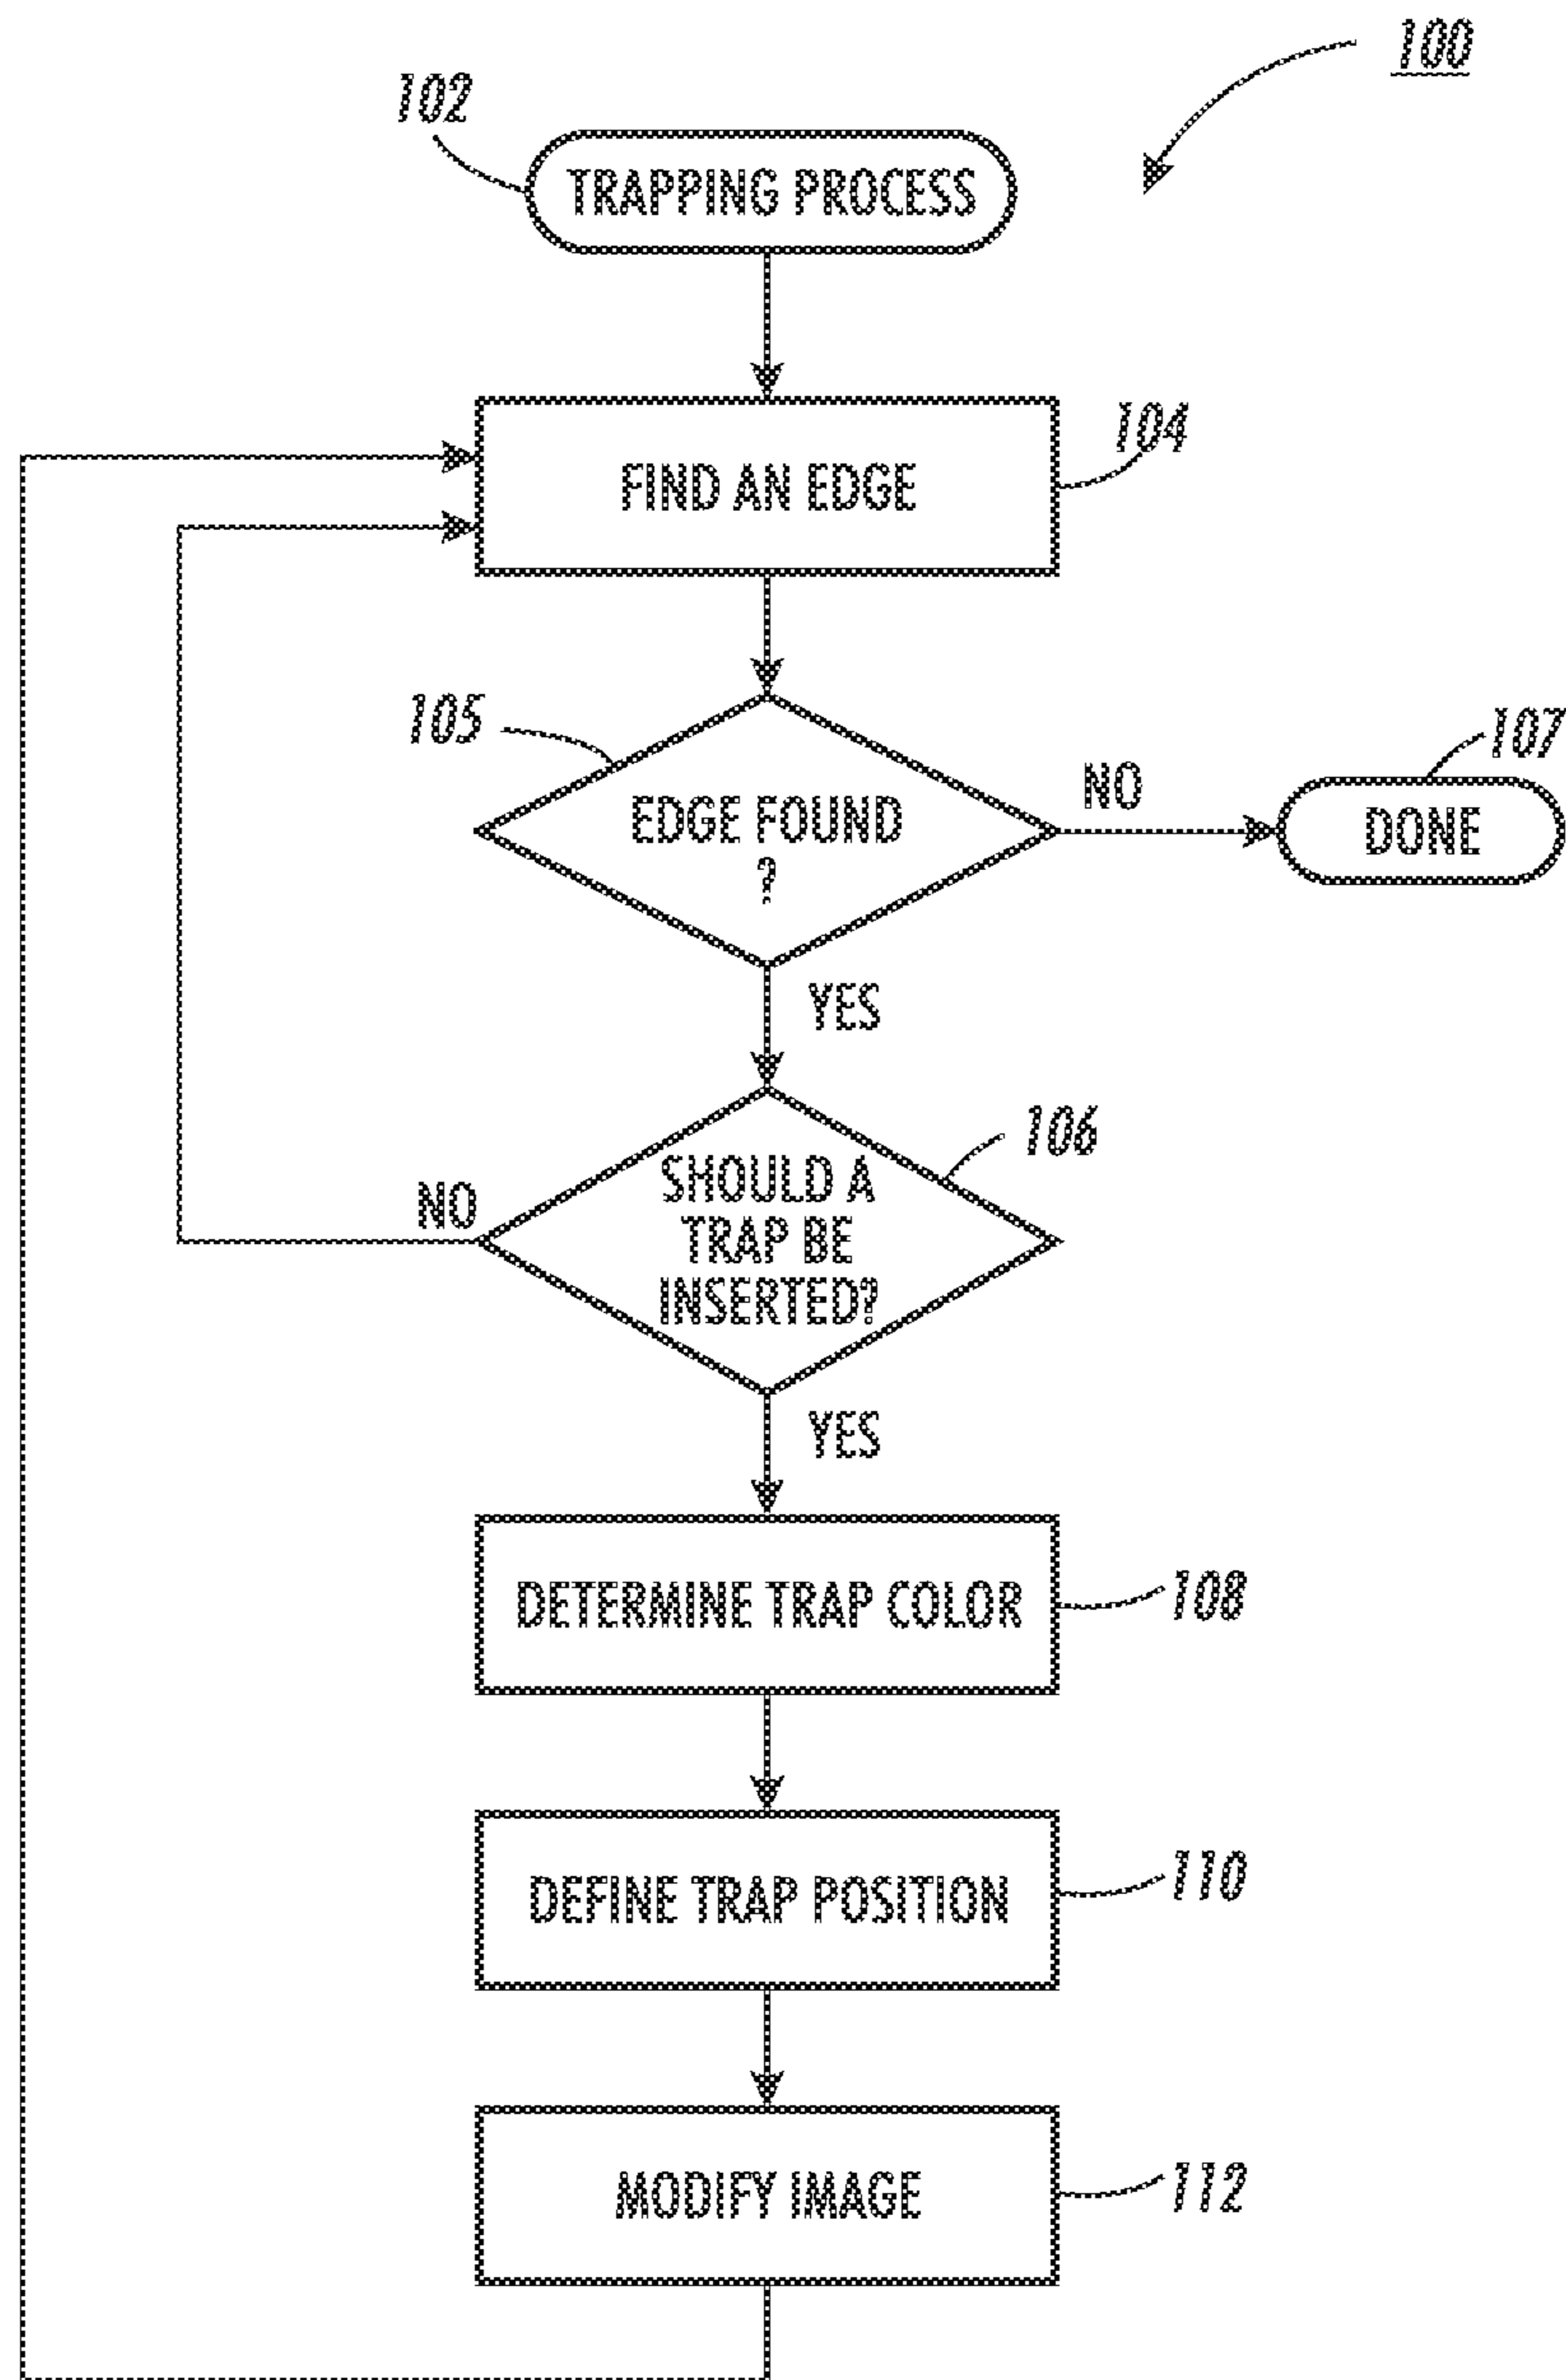 100
102
TRAPPING PROCESS
104
FIND AN EDGE
105
EDGE FOUND
?
NO
107
DONE
YES
106
SHOULD A
TRAP BE
INSERTED?
NO
YES
DETERMINE TRAP COLOR
108
DEFINE TRAP POSITION
110
MODIFY IMAGE
112